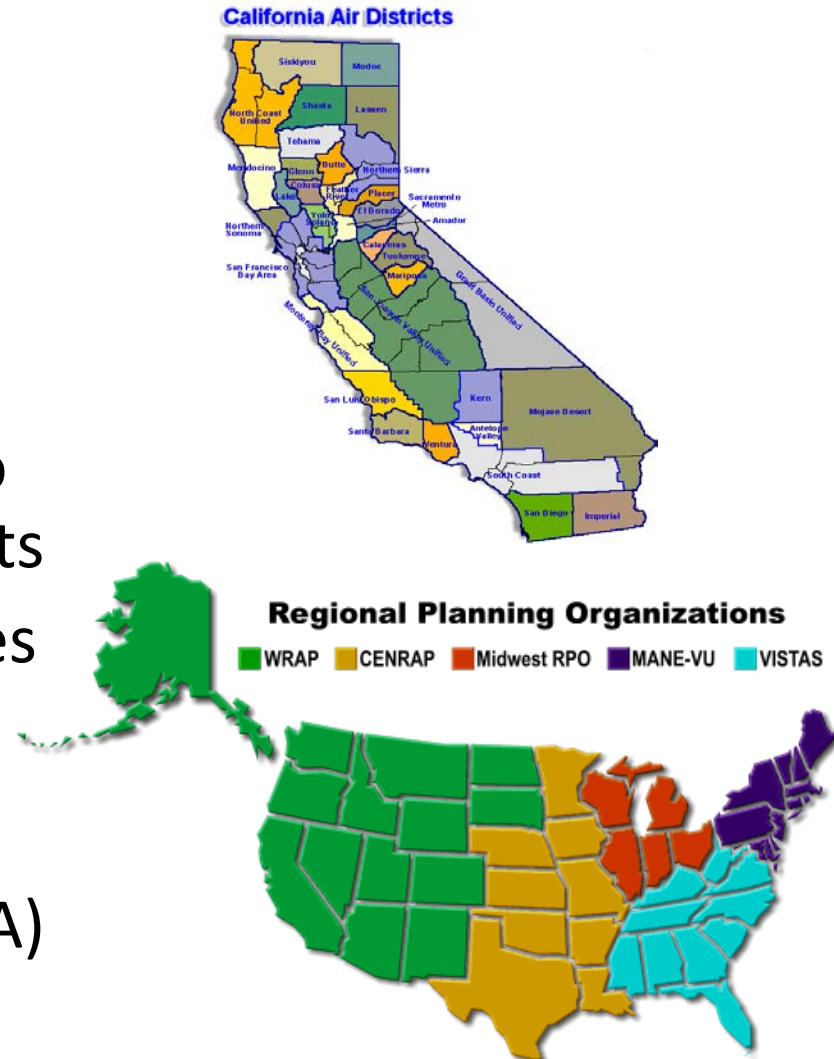 California Air Districts
Siskiyou
Modoc
North Coast
Unified
Shasta
Lassen
Tehama
Mendocino
Glenn
Butte
Northern Sierra
Colusa
Lake
Feather
River
Placer
Sacramento
Metro
Yolo
Solano
El Dorado
Amador
Northern
Sonoma
Calaveras
Tuolumne
San Francisco
Bay Area
Mariposa
Great Basin Unified
San Joaquin Valley Unified
Monterey Bay Unified
San Luis Obispo
Kern
Mojave Desert
Santa Barbara
Ventura
Antelope
Valley
South Coast
San Diego
Imperial
ts
es
A)
Regional Planning Organizations
WRAP CENRAP Midwest RPO MANE-VU VISTAS